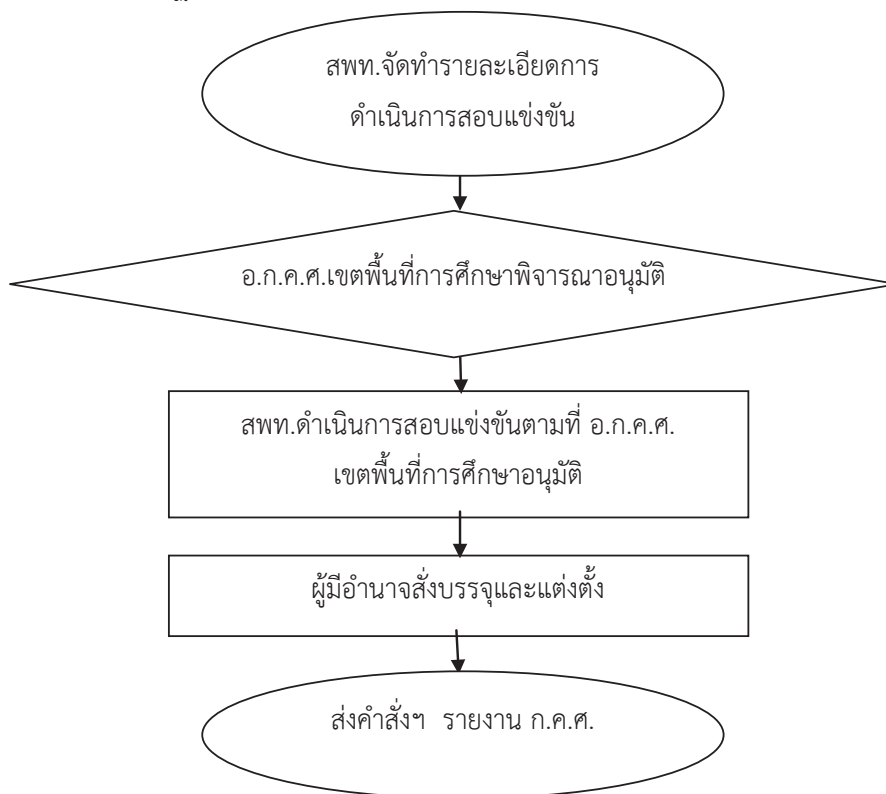 สพท.จัดทำรายละเอียดการ
ดำเนินการสอบแข่งขัน
อ.ก.ค.ศ.เขตพื้นที่การศึกษาพิจารณาอนุมัติ
สพท.ดำเนินการสอบแข่งขันตามที่ อ.ก.ค.ศ.
เขตพื้นที่การศึกษาอนุมัติ
ผู้มีอำนาจสั่งบรรจุและแต่งตั้ง
ส่งคำสั่งฯ รายงาน ก.ค.ศ.